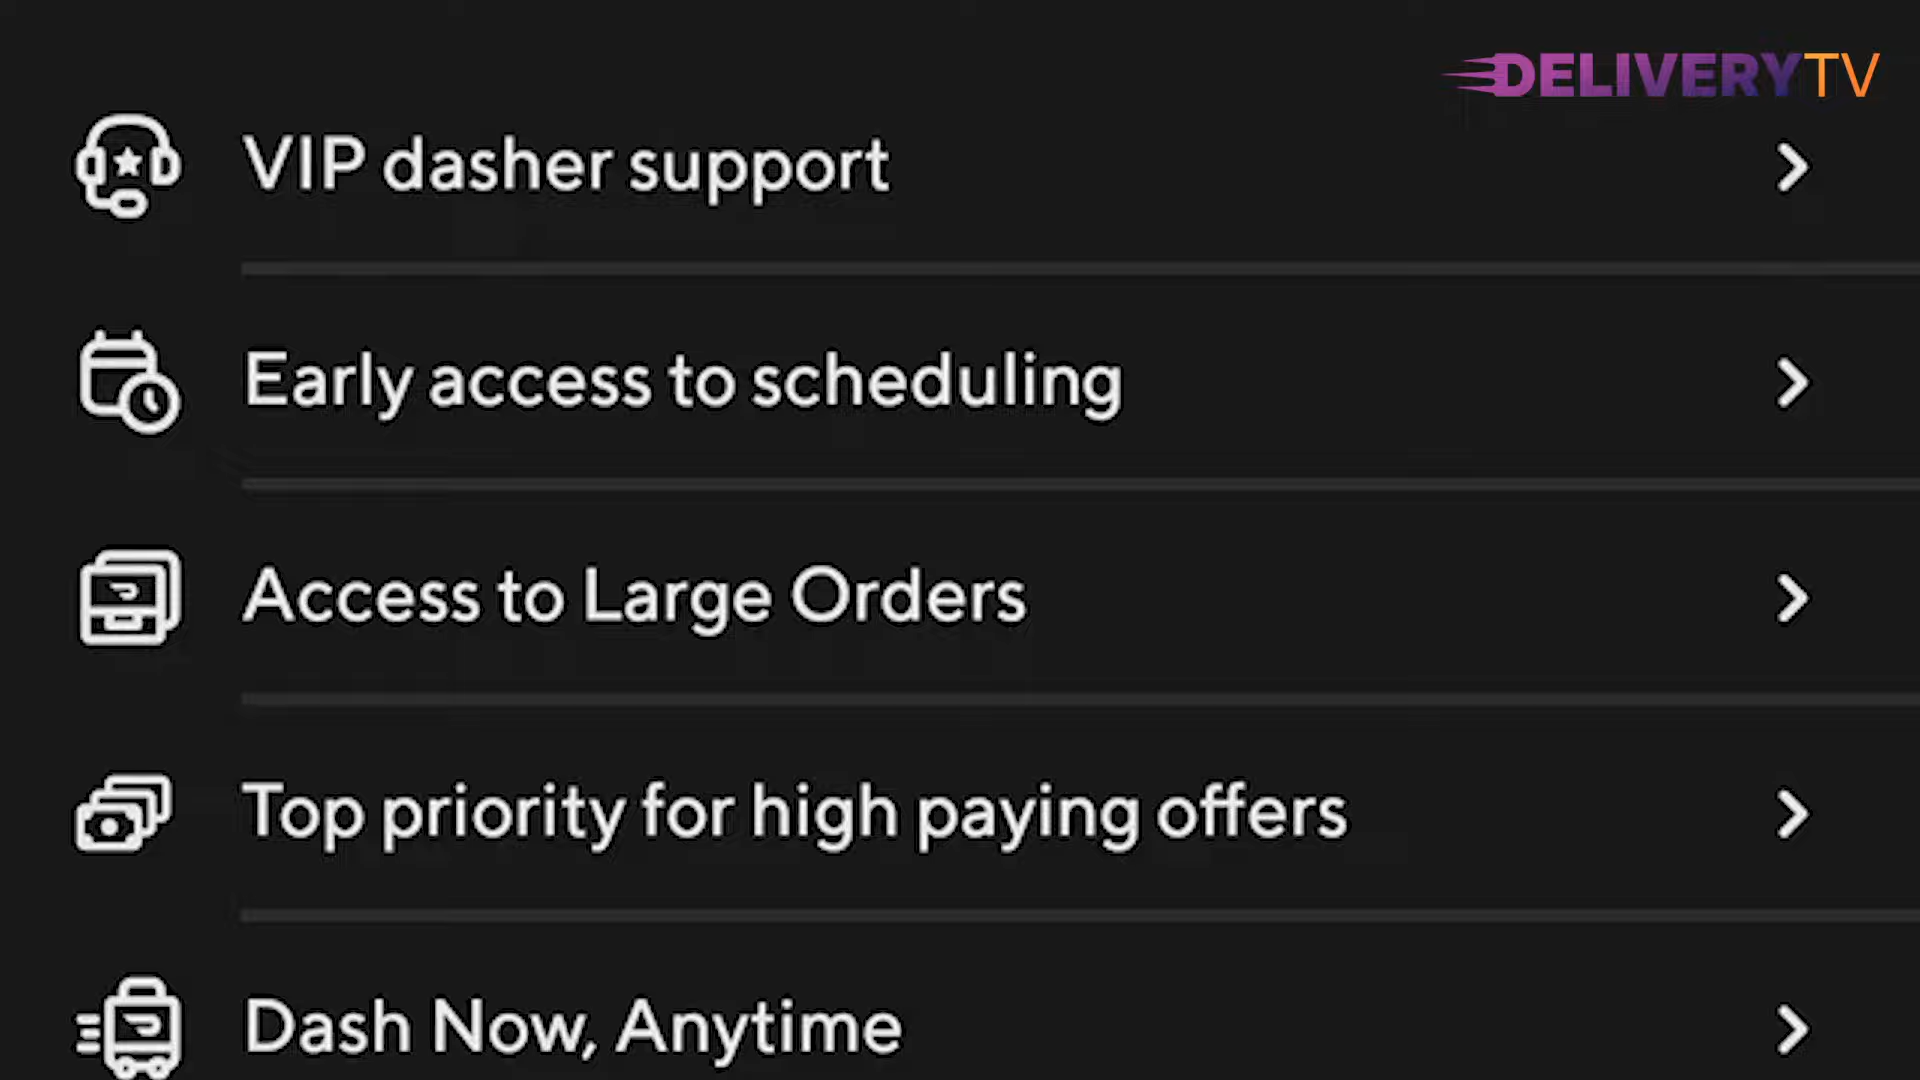 DELIVERYTV
VIP dasher support
Early access to scheduling
Access to Large Orders
Top priority for high paying offers
Dash Now, Anytime